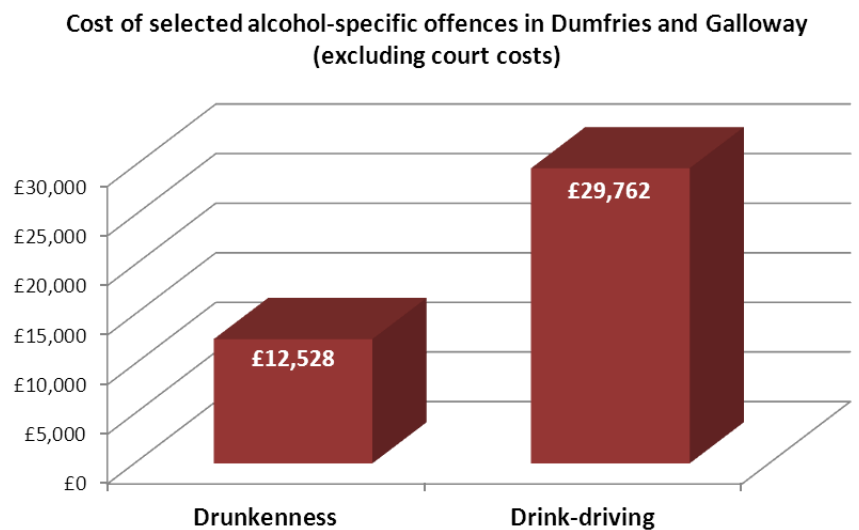 Cost of selected alcohol-specific offences in Dumfries and Galloway
(excluding court costs)
£30,000
£25,000
£20,000
£15,000
£10,000
£5,000
£0
£12,528
£29,762
Drunkenness
Drink-driving